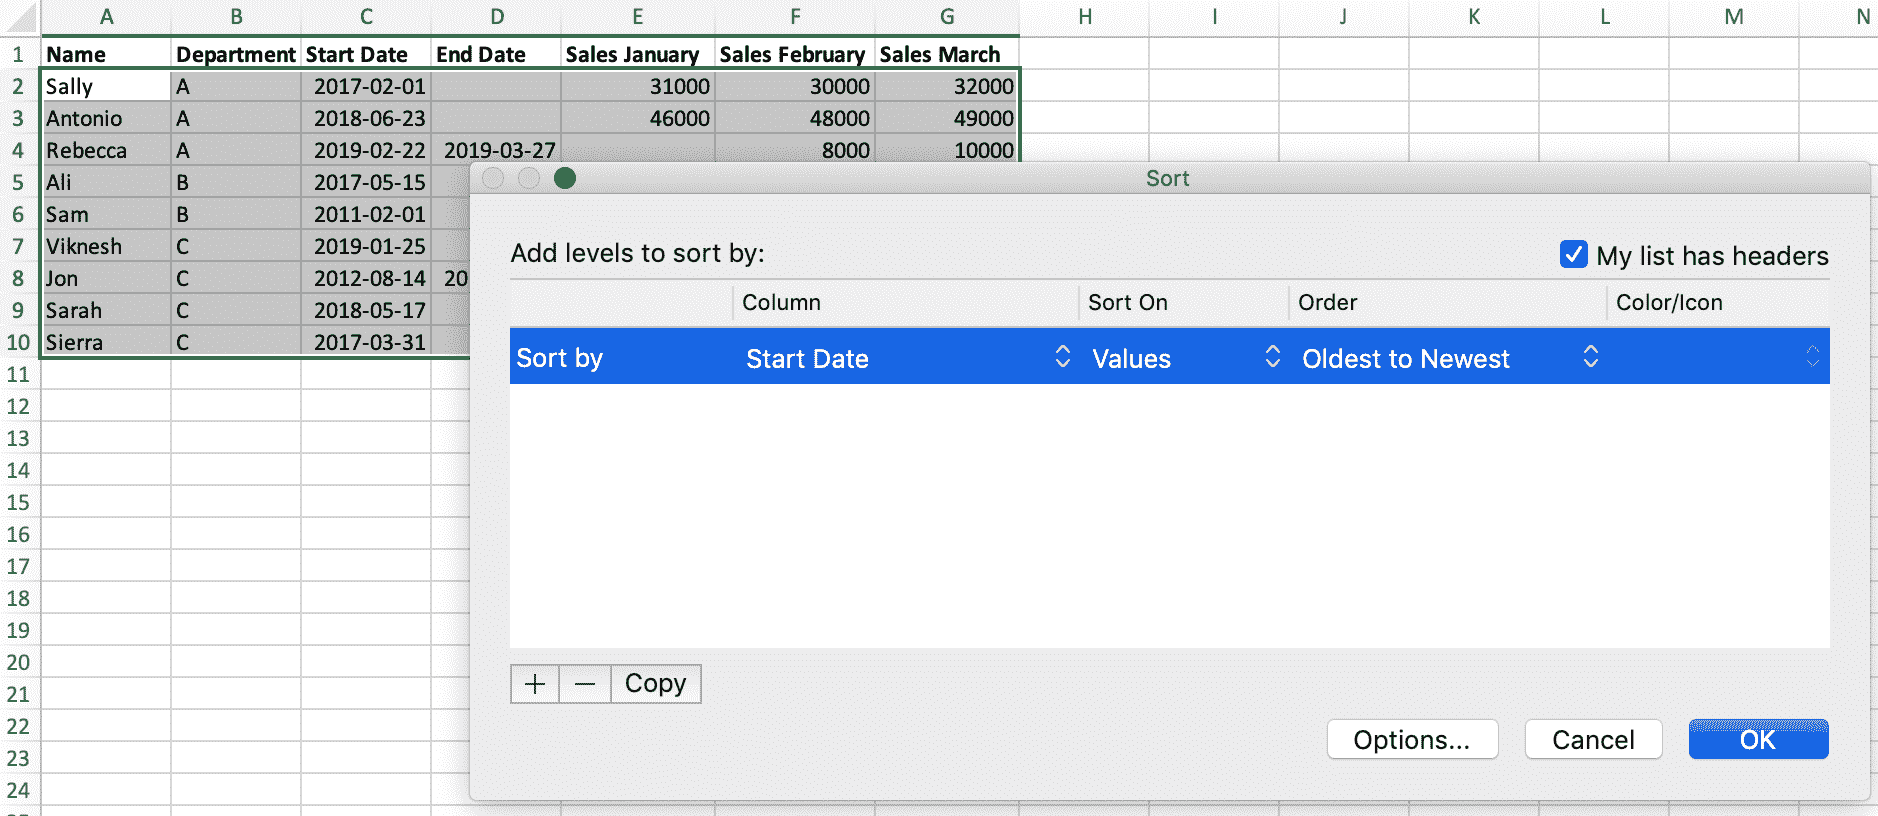 A B C D E F G H I J K L M N
1 Name Department Start Date End Date Sales January Sales February Sales March
2 Sally A 2017-02-01 31000 30000 32000
3 Antonio A 2018-06-23 46000 48000 49000
4 Rebecca A 2019-02-22 2019-03-27 8000 10000
5 Ali B 2017-05-15
6 Sam B 2011-02-01
7 Viknesh C 2019-01-25
8 Jon C 2012-08-14 20
9 Sarah C 2018-05-17
10 Sierra C 2017-03-31
11
12
13
14
15
16
17
18
19
20
21
22
23
24
Sort
Add levels to sort by:
My list has headers
Column Sort On Order Color/Icon
Sort by Start Date Values Oldest to Newest
+ − Copy
Options... Cancel OK